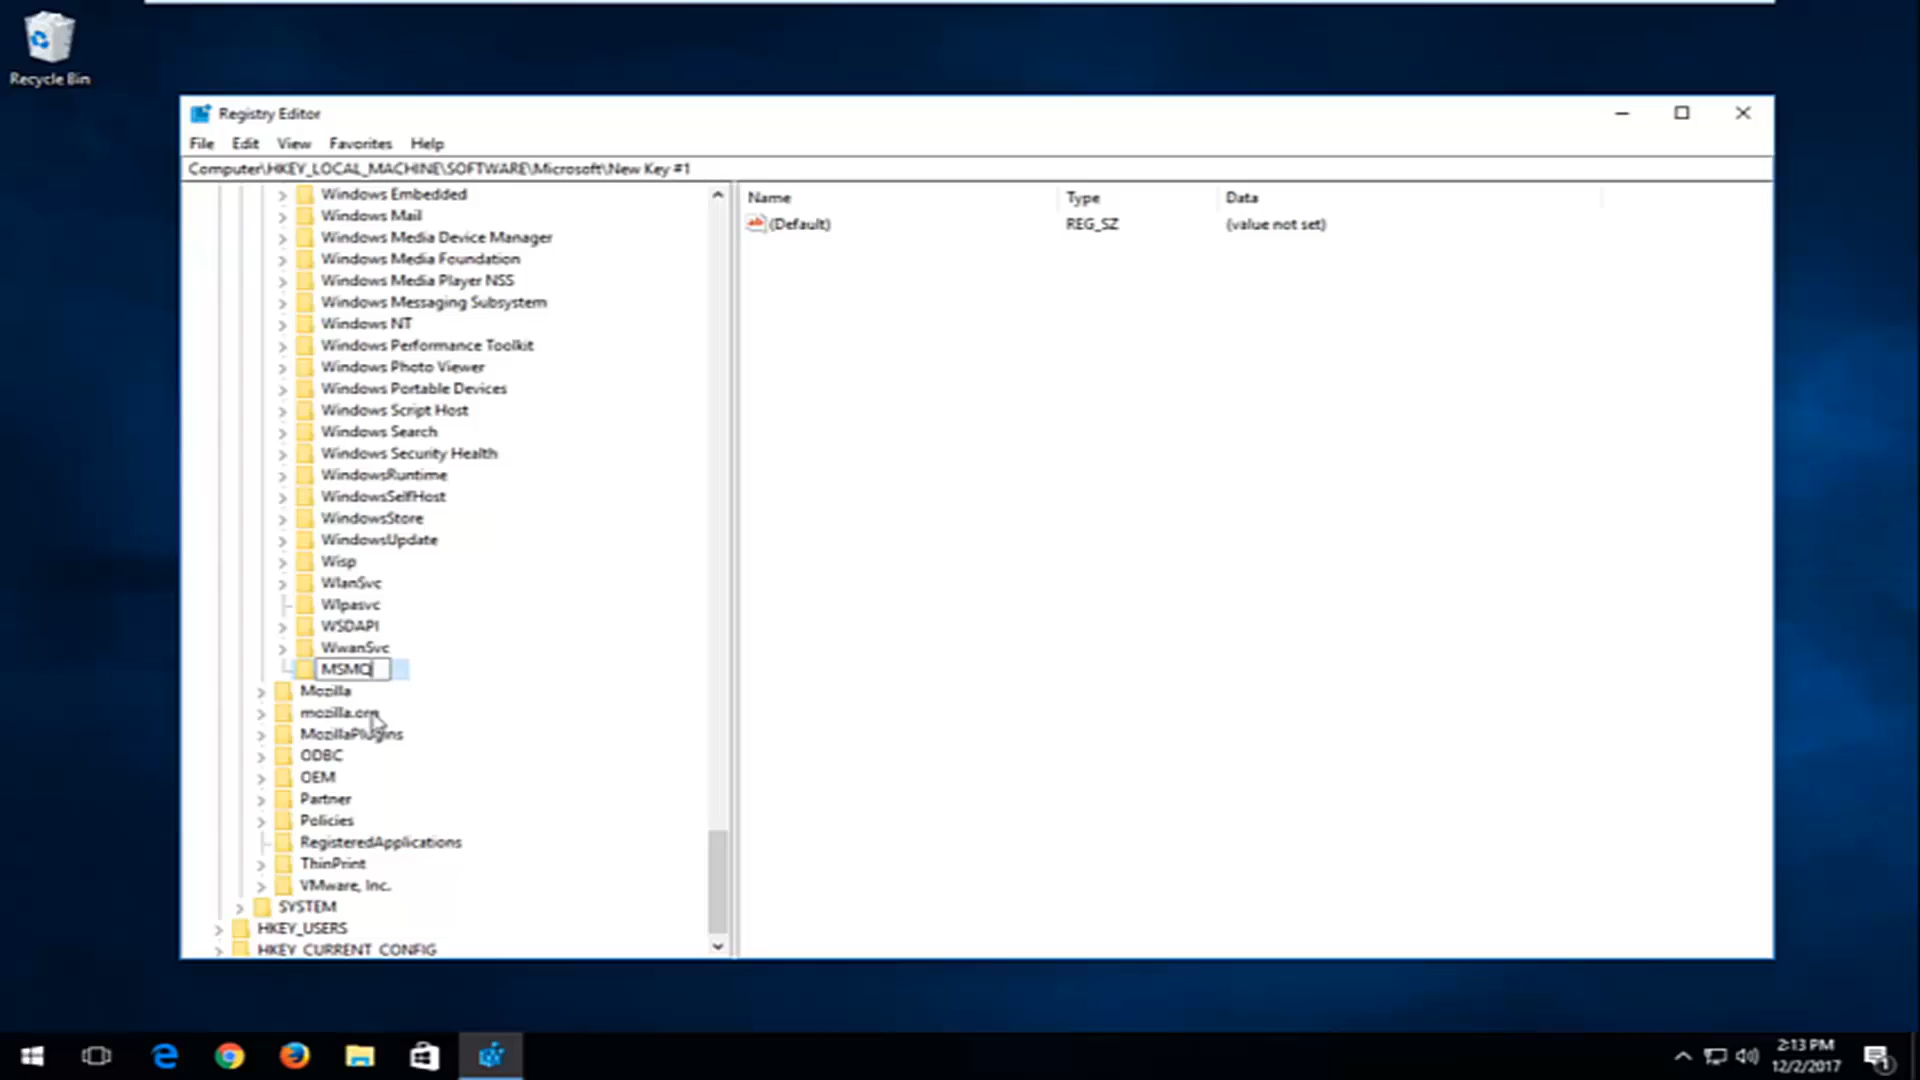 Recycle Bin
Registry Editor
File Edit View Favorites Help
Computer\HKEY_LOCAL_MACHINE\SOFTWARE\Microsoft\New Key #1
Name Type Data
(Default) REG_SZ (value not set)
Windows Embedded
Windows Mail
Windows Media Device Manager
Windows Media Foundation
Windows Media Player NSS
Windows Messaging Subsystem
Windows NT
Windows Performance Toolkit
Windows Photo Viewer
Windows Portable Devices
Windows Script Host
Windows Search
Windows Security Health
WindowsRuntime
WindowsSelfHost
WindowsStore
WindowsUpdate
Wisp
WlanSvc
Wlpasvc
WSDAPI
WwanSvc
MSMQ
Mozilla
mozilla.org
MozillaPlugins
ODBC
OEM
Partner
Policies
RegisteredApplications
ThinPrint
VMware, Inc.
SYSTEM
HKEY_USERS
HKEY_CURRENT_CONFIG
2:13 PM
12/2/2017
1